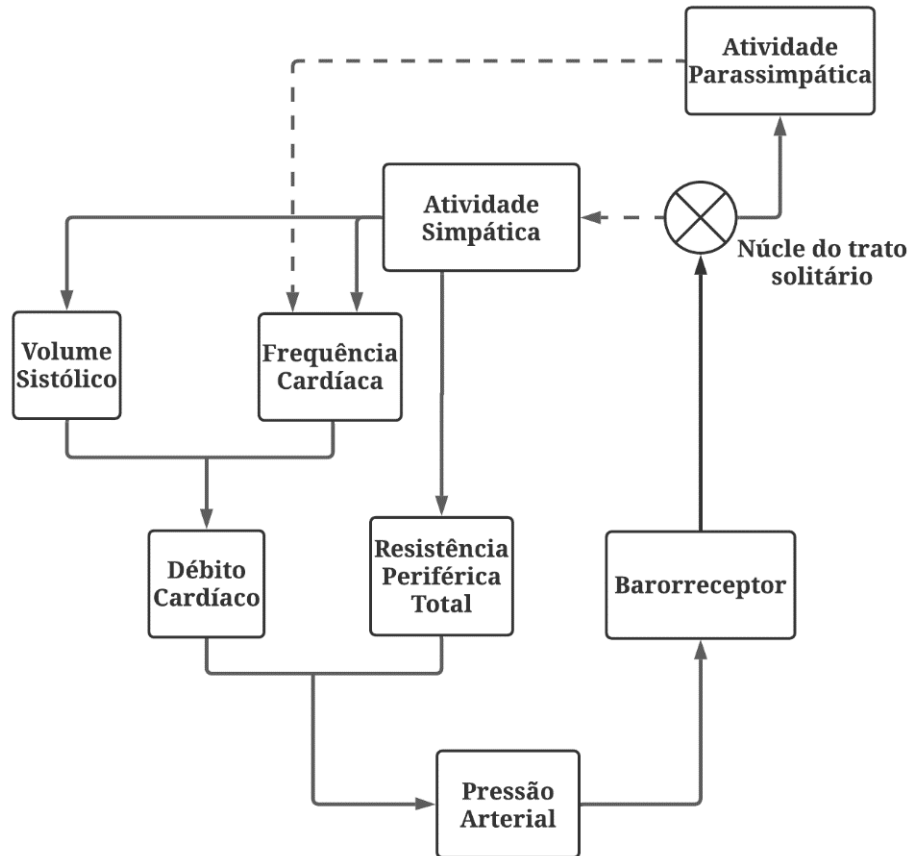 Atividade
Parassimpática
Atividade
Simpática
Núcle do trato
solitário
Volume
Sistólico
Frequência
Cardíaca
Débito
Cardíaco
Resistência
Periférica
Total
Barorreceptor
Pressão
Arterial